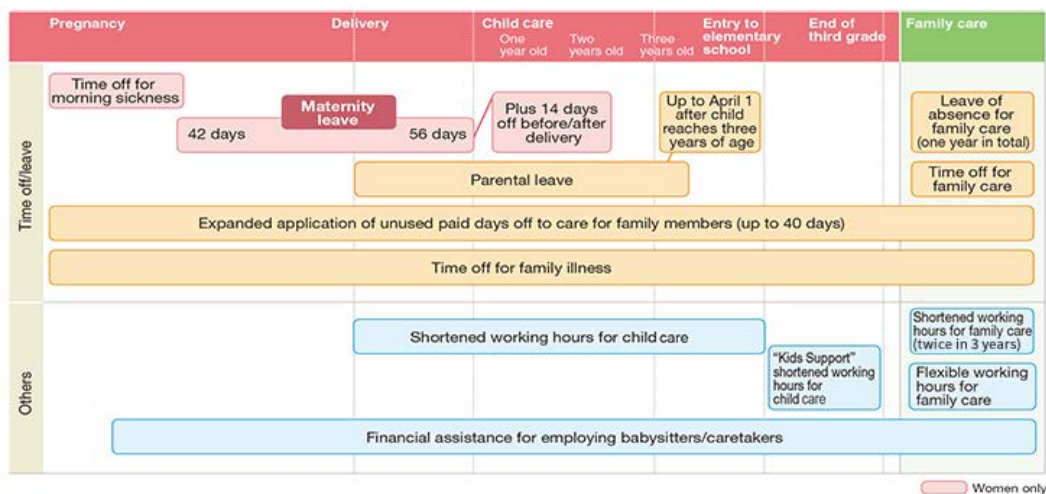 Pregnancy
Delivery
Child care
One
year old
Two
years old
Three
years old
Entry to
elementary
school
End of
third grade
Family care
Time off/leave
Time off for
morning sickness
Maternity
leave
42 days
56 days
Plus 14 days
off before/after
delivery
Up to April 1
after child
reaches three
years of age
Leave of
absence for
family care
(one year in total)
Parental leave
Time off for
family care
Expanded application of unused paid days off to care for family members (up to 40 days)
Time off for family illness
Others
Shortened working hours for child care
Shortened working
hours for family care
(twice in 3 years)
"Kids Support"
shortened working
hours for
child care
Flexible working
hours for
family care
Financial assistance for employing babysitters/caretakers
Women only